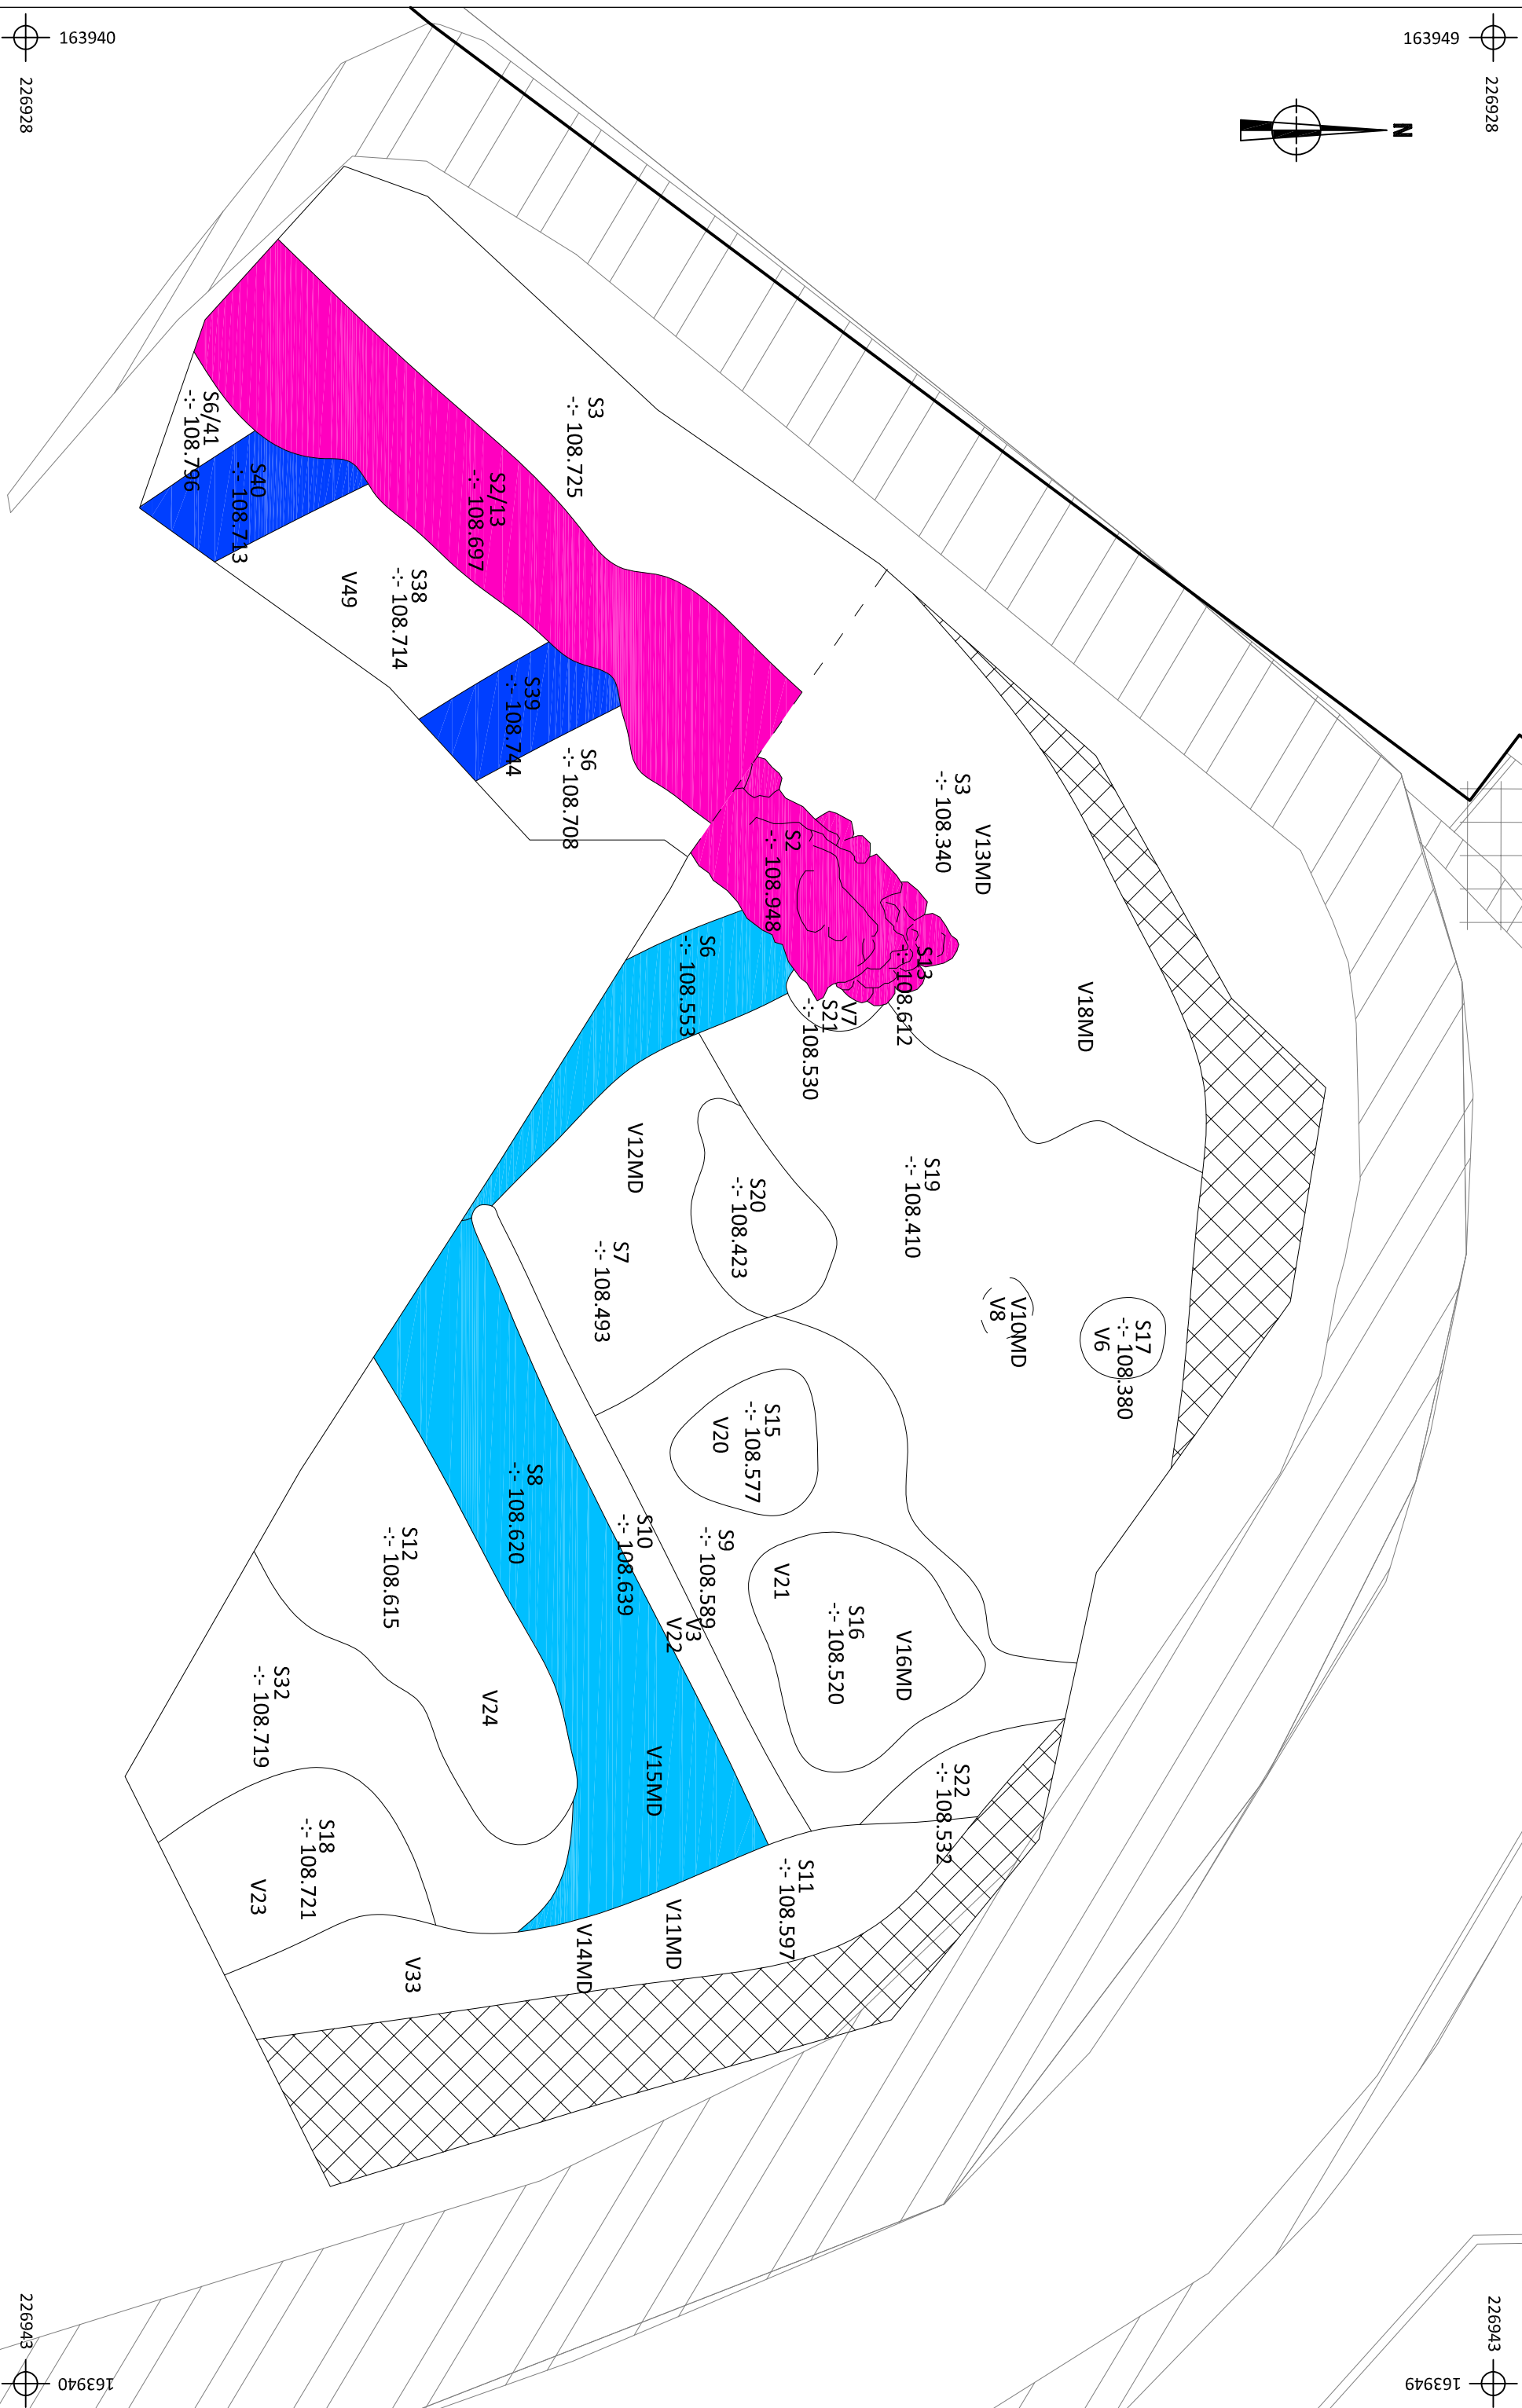 163940
226928
163949
226928
N
S3
-:- 108.725
S6/41
-:- 108.796
S40
-:- 108.713
S2/13
-:- 108.697
S38
-:- 108.714
V49
S39
-:- 108.744
S6
-:- 108.708
S3
-:- 108.340
V13MD
S2
-:- 108.948
S13
-:- 108.612
V7
S21
-:- 108.530
V18MD
S6
-:- 108.553
V12MD
S20
-:- 108.423
S19
-:- 108.410
S7
-:- 108.493
V10MD
V8
S17
-:- 108.380
V6
S15
-:- 108.577
V20
S8
-:- 108.620
S10
-:- 108.639
S9
-:- 108.589
V3
V22
V21
S16
-:- 108.520
V16MD
S12
-:- 108.615
S32
-:- 108.719
V24
V15MD
S22
-:- 108.532
S18
-:- 108.721
V23
S11
-:- 108.597
V11MD
V14MD
V33
226943
163940
226943
163949